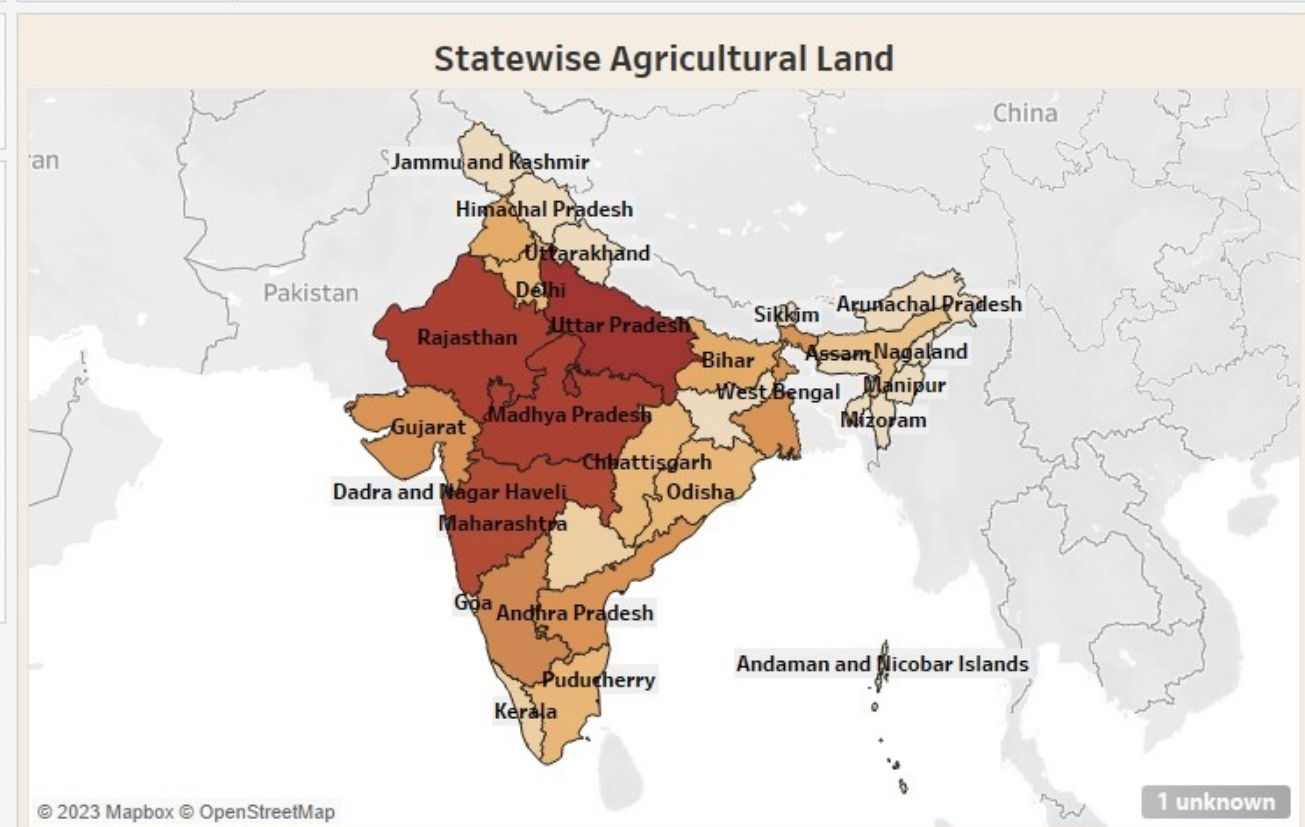 Statewise Agricultural Land
China
Jammu and Kashmir
an
Himachal Pradesh
Uttarakhand
Pakistan
Delhi
Arunachal Pradesh
Sikkim
Rajasthan
Uttar Pradesh
Bihar
Assam
Nagaland
Manipur
West Bengal
Madhya Pradesh
Mizoram
Gujarat
Chhattisgarh
Dadra and Nagar Haveli
Odisha
Maharashtra
Goa
Andhra Pradesh
Andaman and Nicobar Islands
Puducherry
Kerala
1 unknown
© 2023 Mapbox © OpenStreetMap